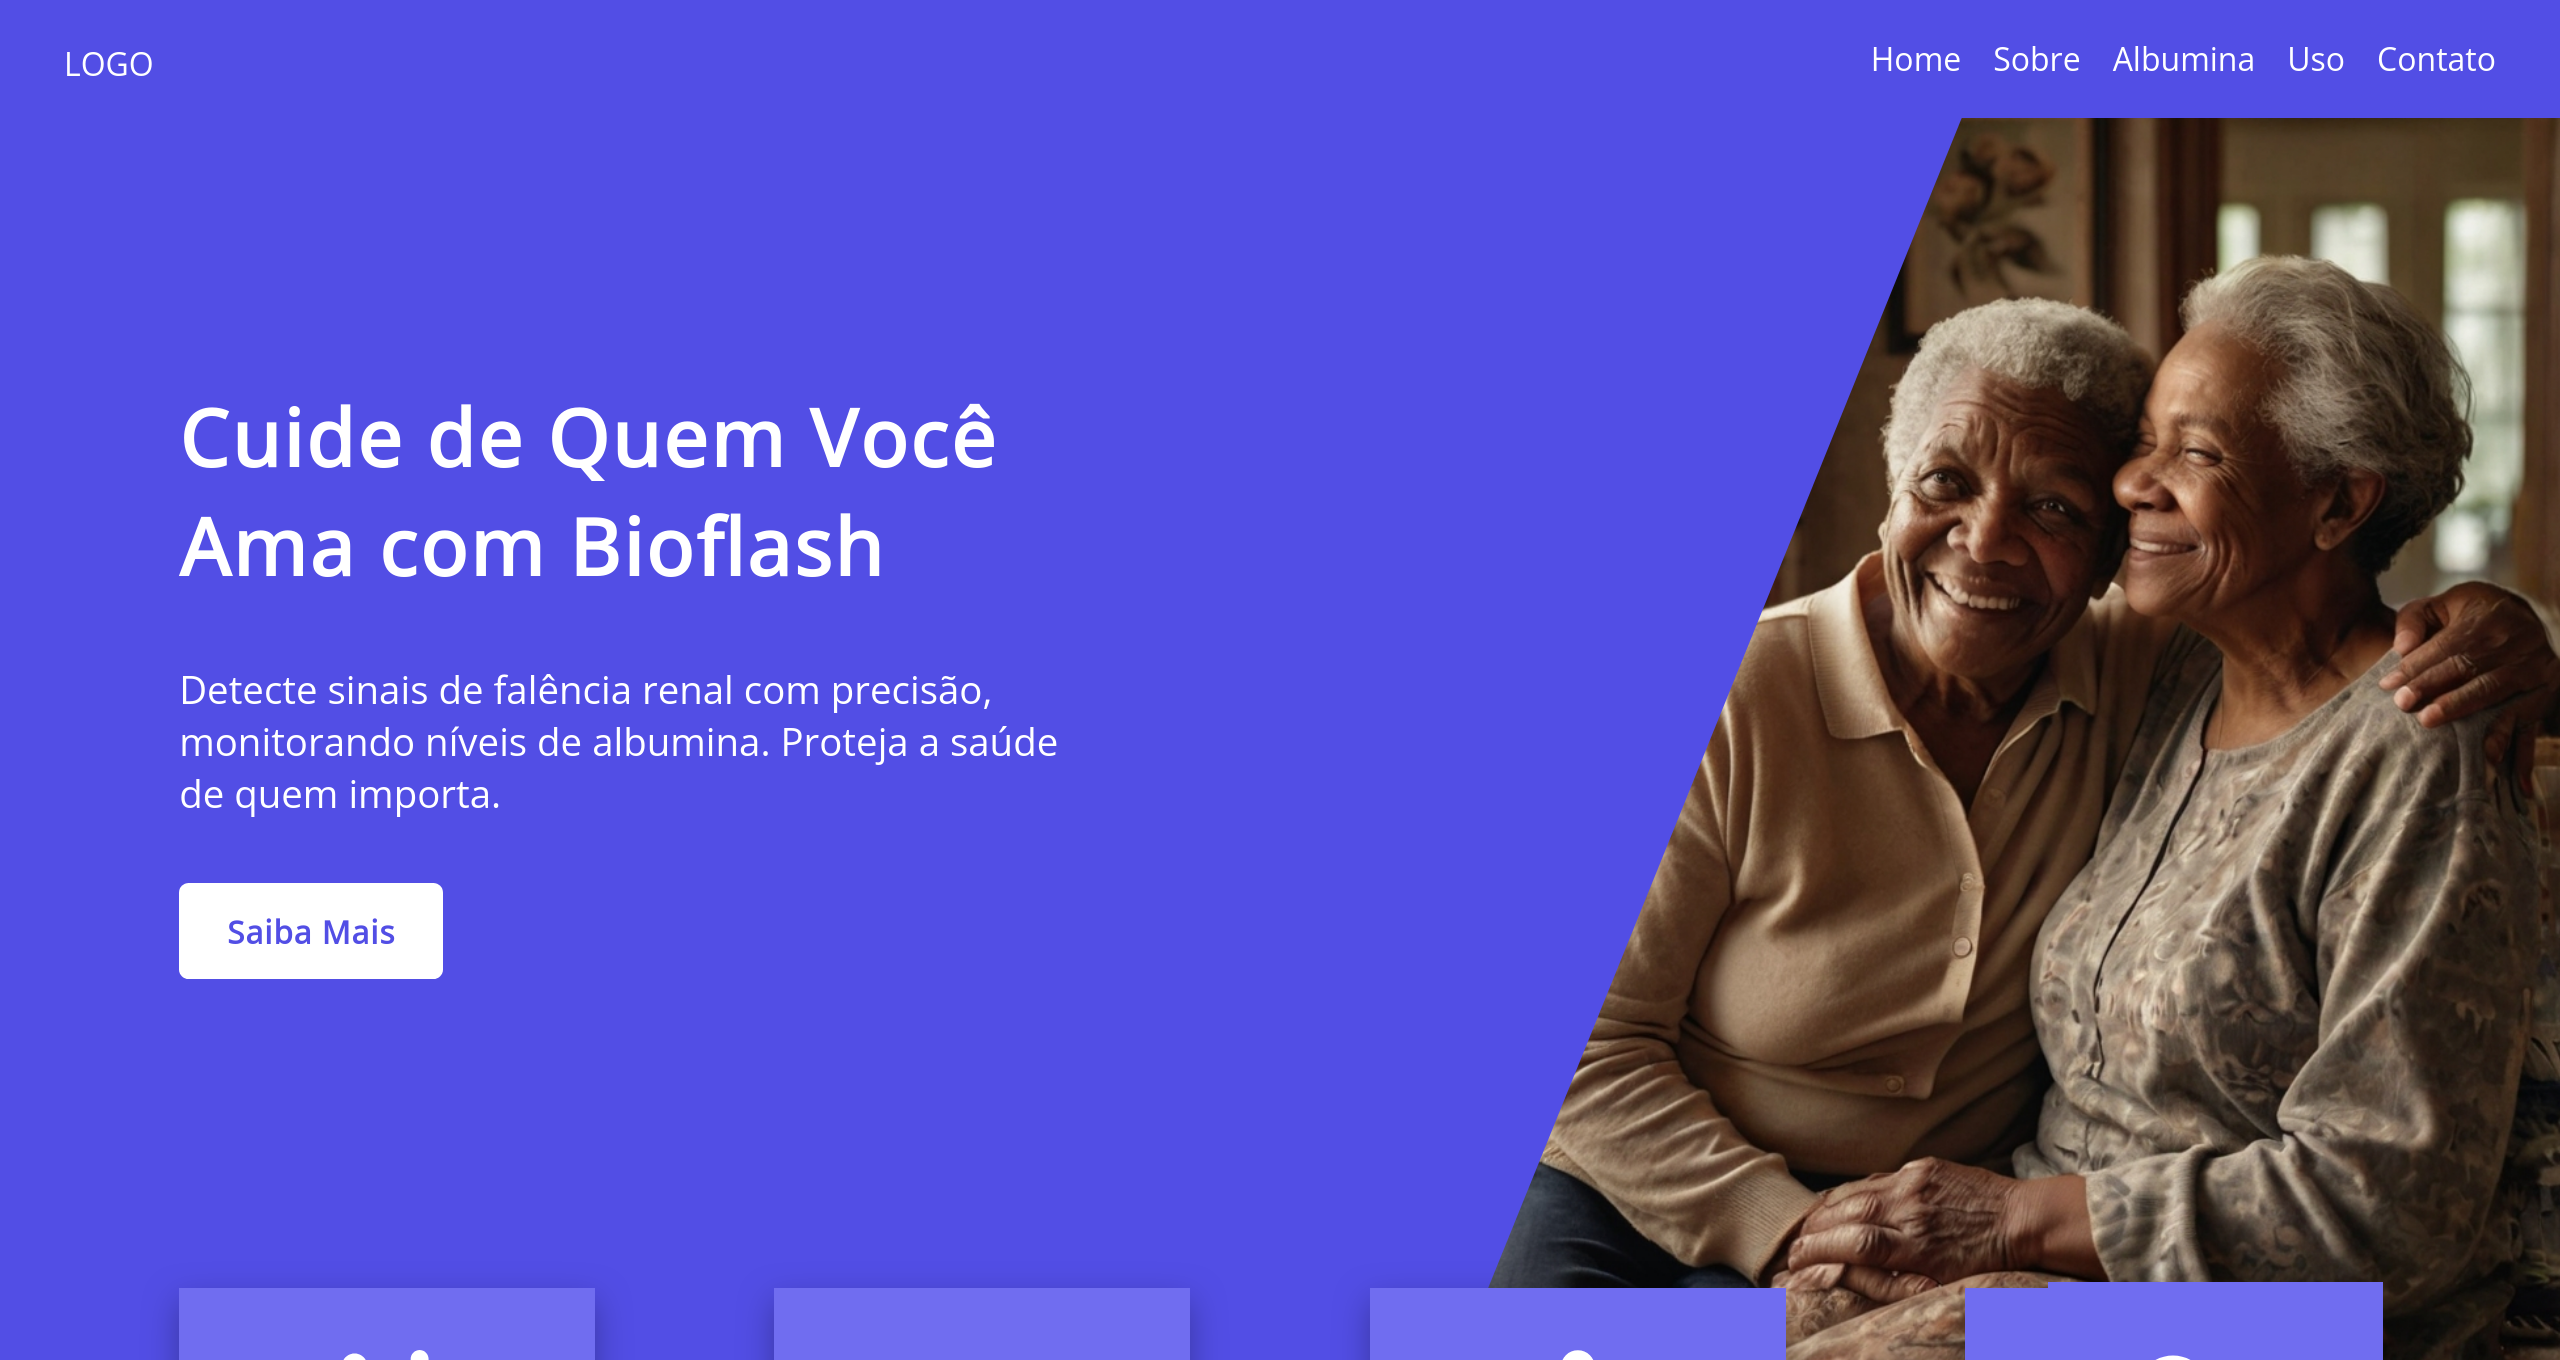 LOGO
Home Sobre Albumina Uso Contato
Cuide de Quem Você
Ama com Bioflash
Detecte sinais de falência renal com precisão,
monitorando níveis de albumina. Proteja a saúde
de quem importa.
Saiba Mais